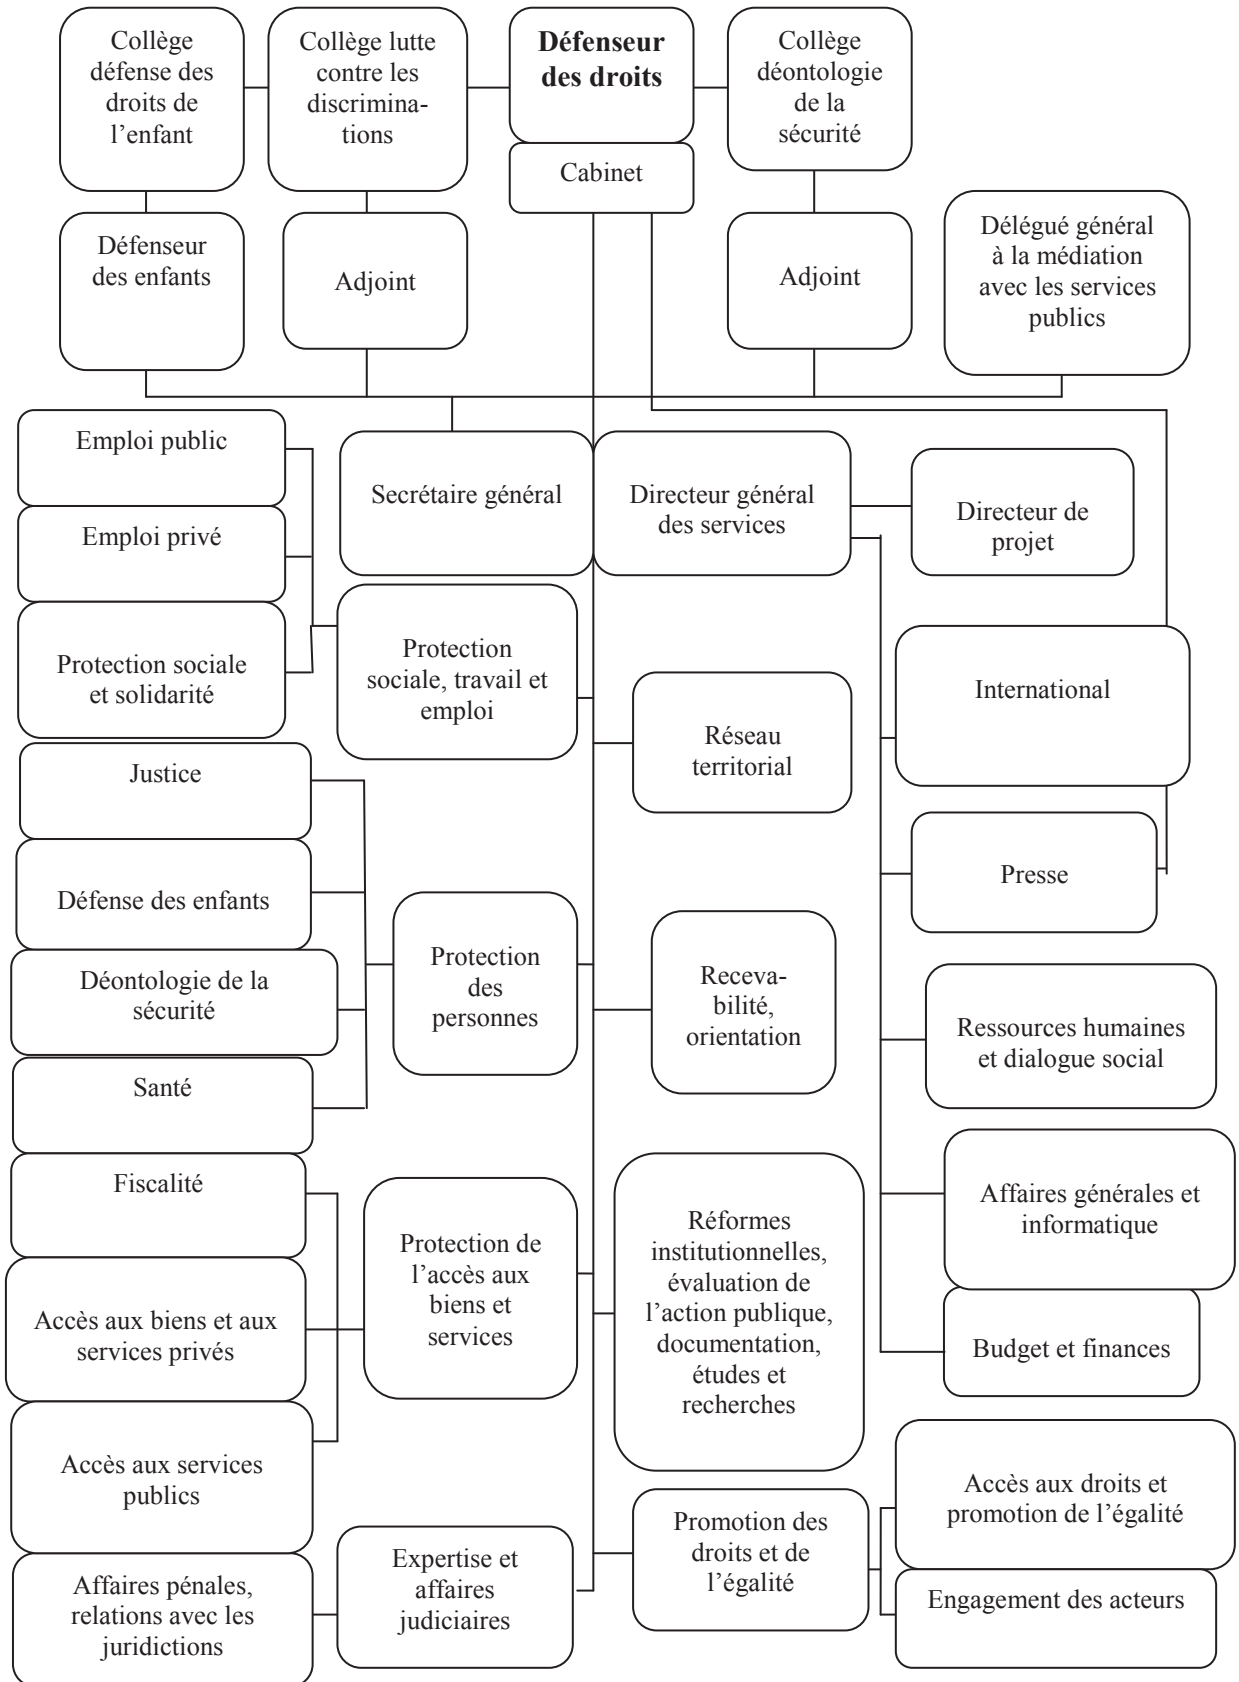 Collège
défense des
droits de
l’enfant
Collège lutte
contre les
discrimina-
tions
Défenseur
des droits
Cabinet
Collège
déontologie
de la
sécurité
Défenseur
des enfants
Adjoint
Adjoint
Délégué général
à la médiation
avec les services
publics
Emploi public
Emploi privé
Protection sociale
et solidarité
Secrétaire général
Directeur général
des services
Directeur de
projet
Protection
sociale, travail et
emploi
Réseau
territorial
International
Presse
Justice
Défense des enfants
Déontologie de la
sécurité
Santé
Protection
des
personnes
Receva-
bilité,
orientation
Ressources humaines
et dialogue social
Fiscalité
Accès aux biens et aux
services privés
Accès aux services
publics
Protection de
l’accès aux
biens et
services
Réformes
institutionnelles,
évaluation de
l’action publique,
documentation,
études et
recherches
Affaires générales et
informatique
Budget et finances
Affaires pénales,
relations avec les
juridictions
Expertise et
affaires
judiciaires
Promotion des
droits et de
l’égalité
Accès aux droits et
promotion de l’égalité
Engagement des acteurs